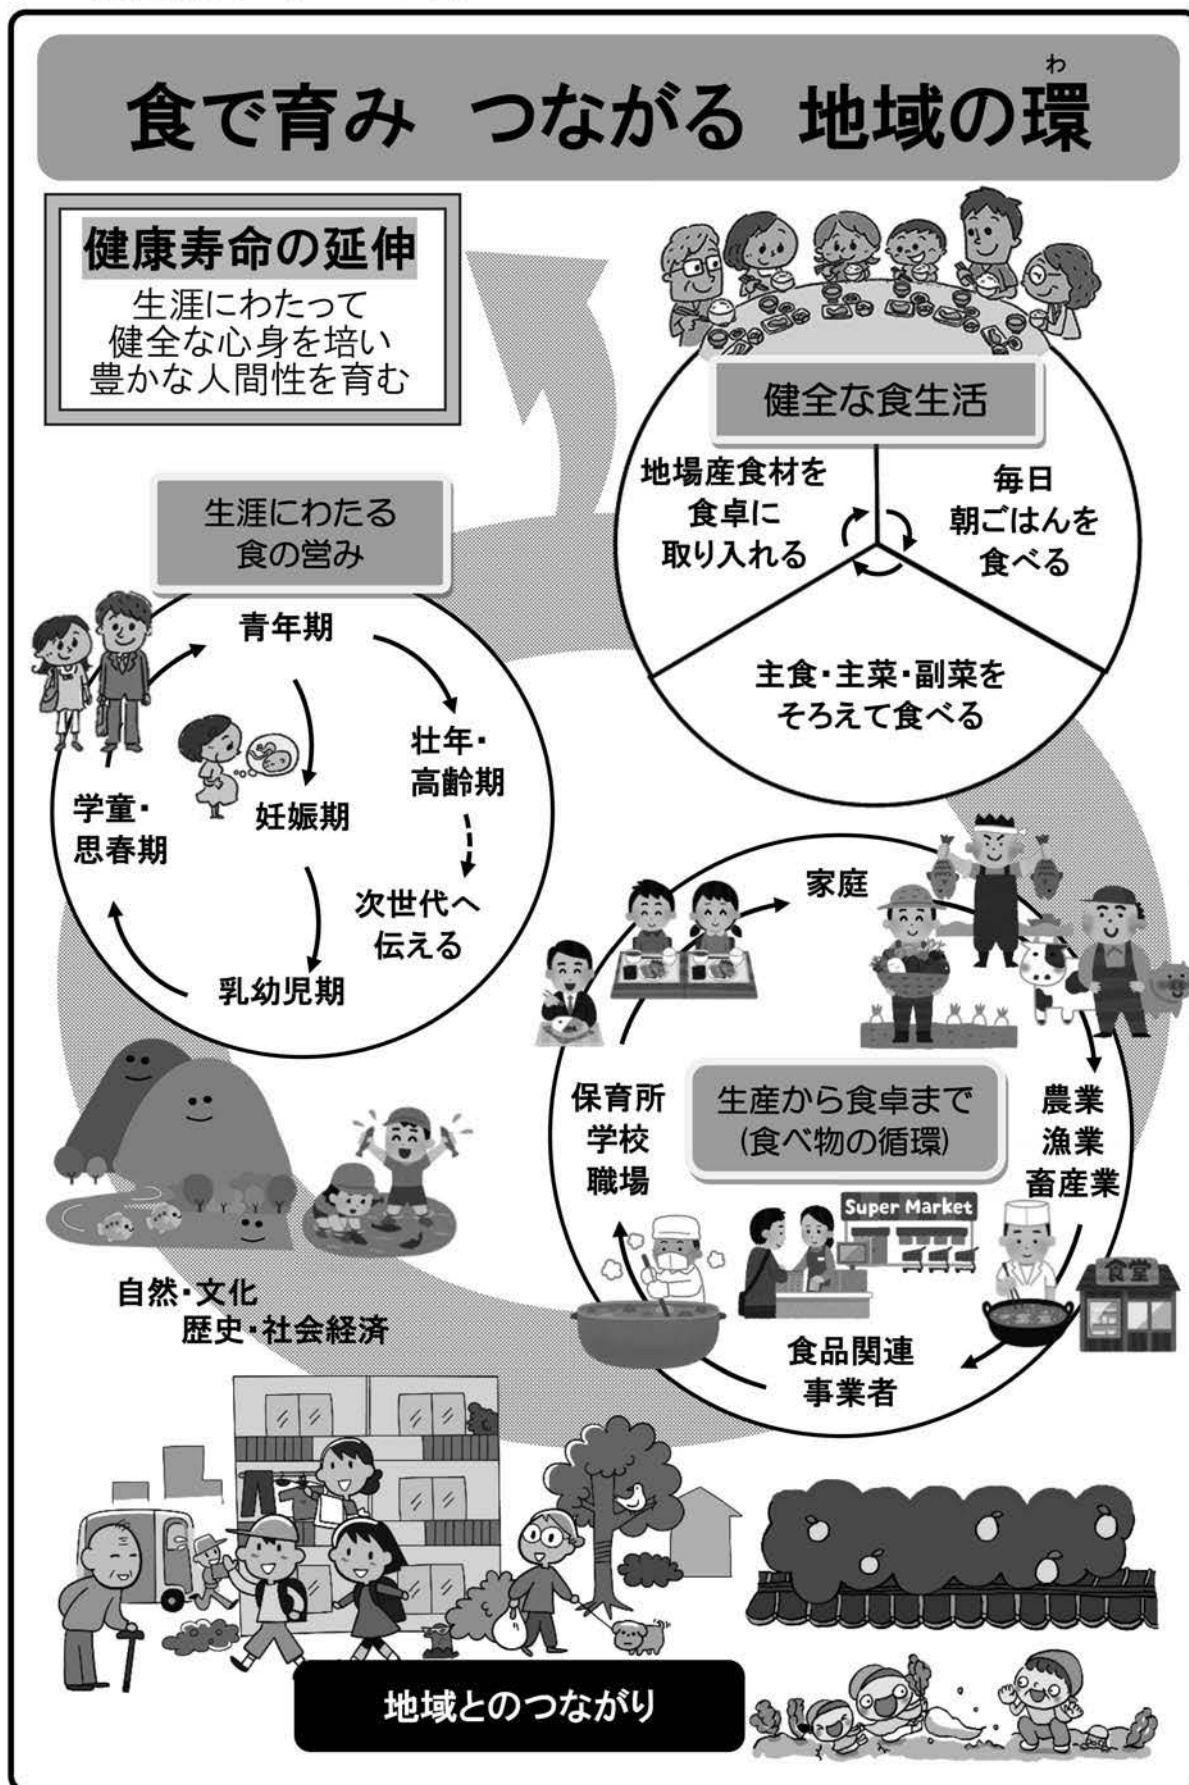 わ
食で育み つながる 地域の環
健康寿命の延伸
生涯にわたって
健全な心身を培い
豊かな人間性を育む
健全な食生活
地場産食材を
食卓に
取り入れる
毎日
朝ごはんを
食べる
主食・主菜・副菜を
そろえて食べる
生涯にわたる
食の営み
青年期
壮年・
高齢期
次世代へ
伝える
妊娠期
乳幼児期
学童・
思春期
家庭
農業
漁業
畜産業
食品関連
事業者
保育所
学校
職場
生産から食卓まで
(食べ物の循環)
Super Market
食堂
自然・文化
歴史・社会経済
地域とのつながり